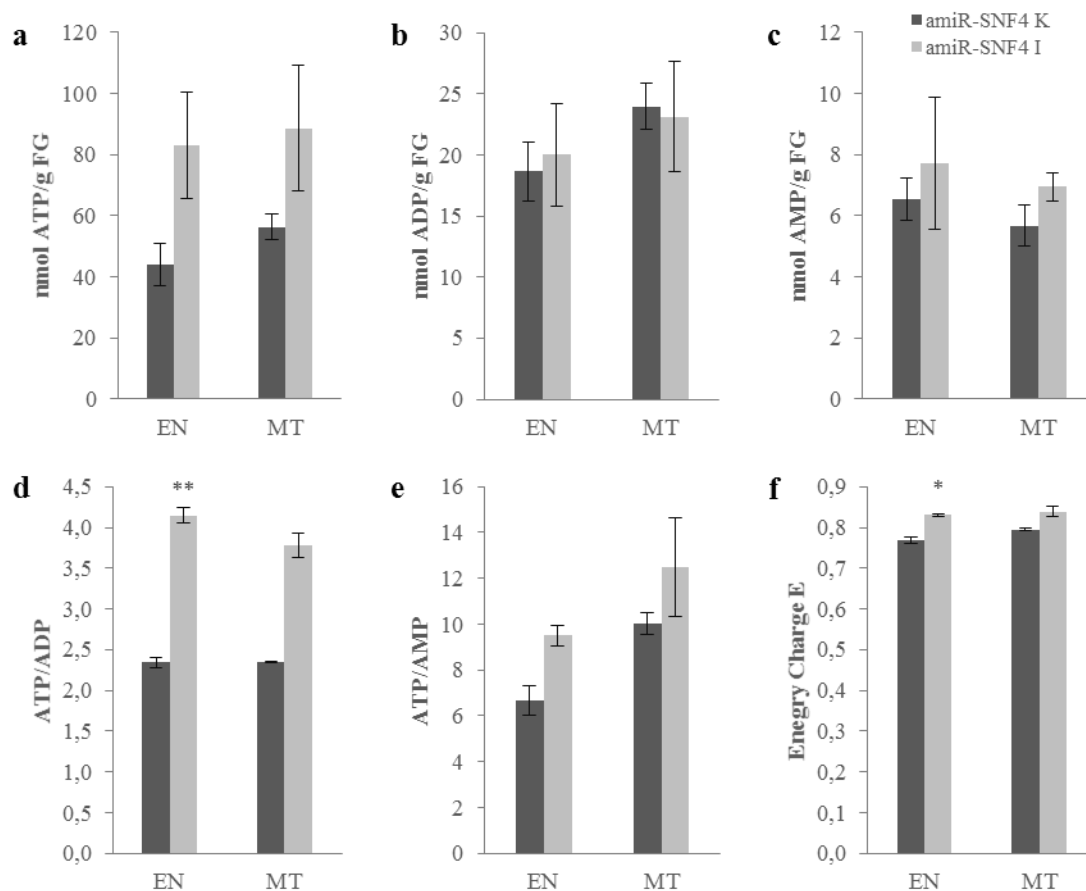 a
nmol ATP/g FG
120
100
80
60
40
20
0
EN MT
b
nmol ADP/g FG
30
25
20
15
10
5
0
EN MT
c
amiR-SNF4 K
amiR-SNF4 I
nmol AMP/g FG
12
10
8
6
4
2
0
EN MT
d
ATP/ADP
4,5
4,0
3,5
3,0
2,5
2,0
1,5
1,0
0,5
0,0
**
EN MT
e
ATP/AMP
16
14
12
10
8
6
4
2
0
EN MT
f
Enegry Charge E
0,9
0,8
0,7
0,6
0,5
0,4
0,3
0,2
0,1
0,0
*
EN MT